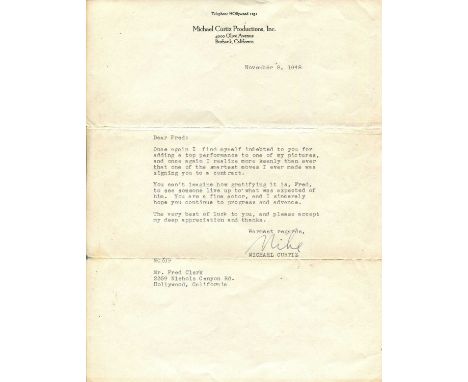 Telephone HOllywood 1251
Michael Curtiz Productions, Inc.
4000 Olive Avenue
Burbank, California
November 8, 1948
Dear Fred:
Once again I find myself indebted to you for
adding a top performance to one of my pictures,
and once again I realize more keenly than ever
that one of the smartest moves I ever made was
signing you to a contract.
You can't imagine how gratifying it is, Fred,
to see someone live up to what was expected of
him. You are a fine actor, and I sincerely
hope you continue to progress and advance.
The very best of luck to you, and please accept
my deep appreciation and thanks.
Warmest regards,
Mike
MICHAEL CURTIZ
Mr. Fred Clark
2359 Nichols Canyon Rd.
Hollywood, California